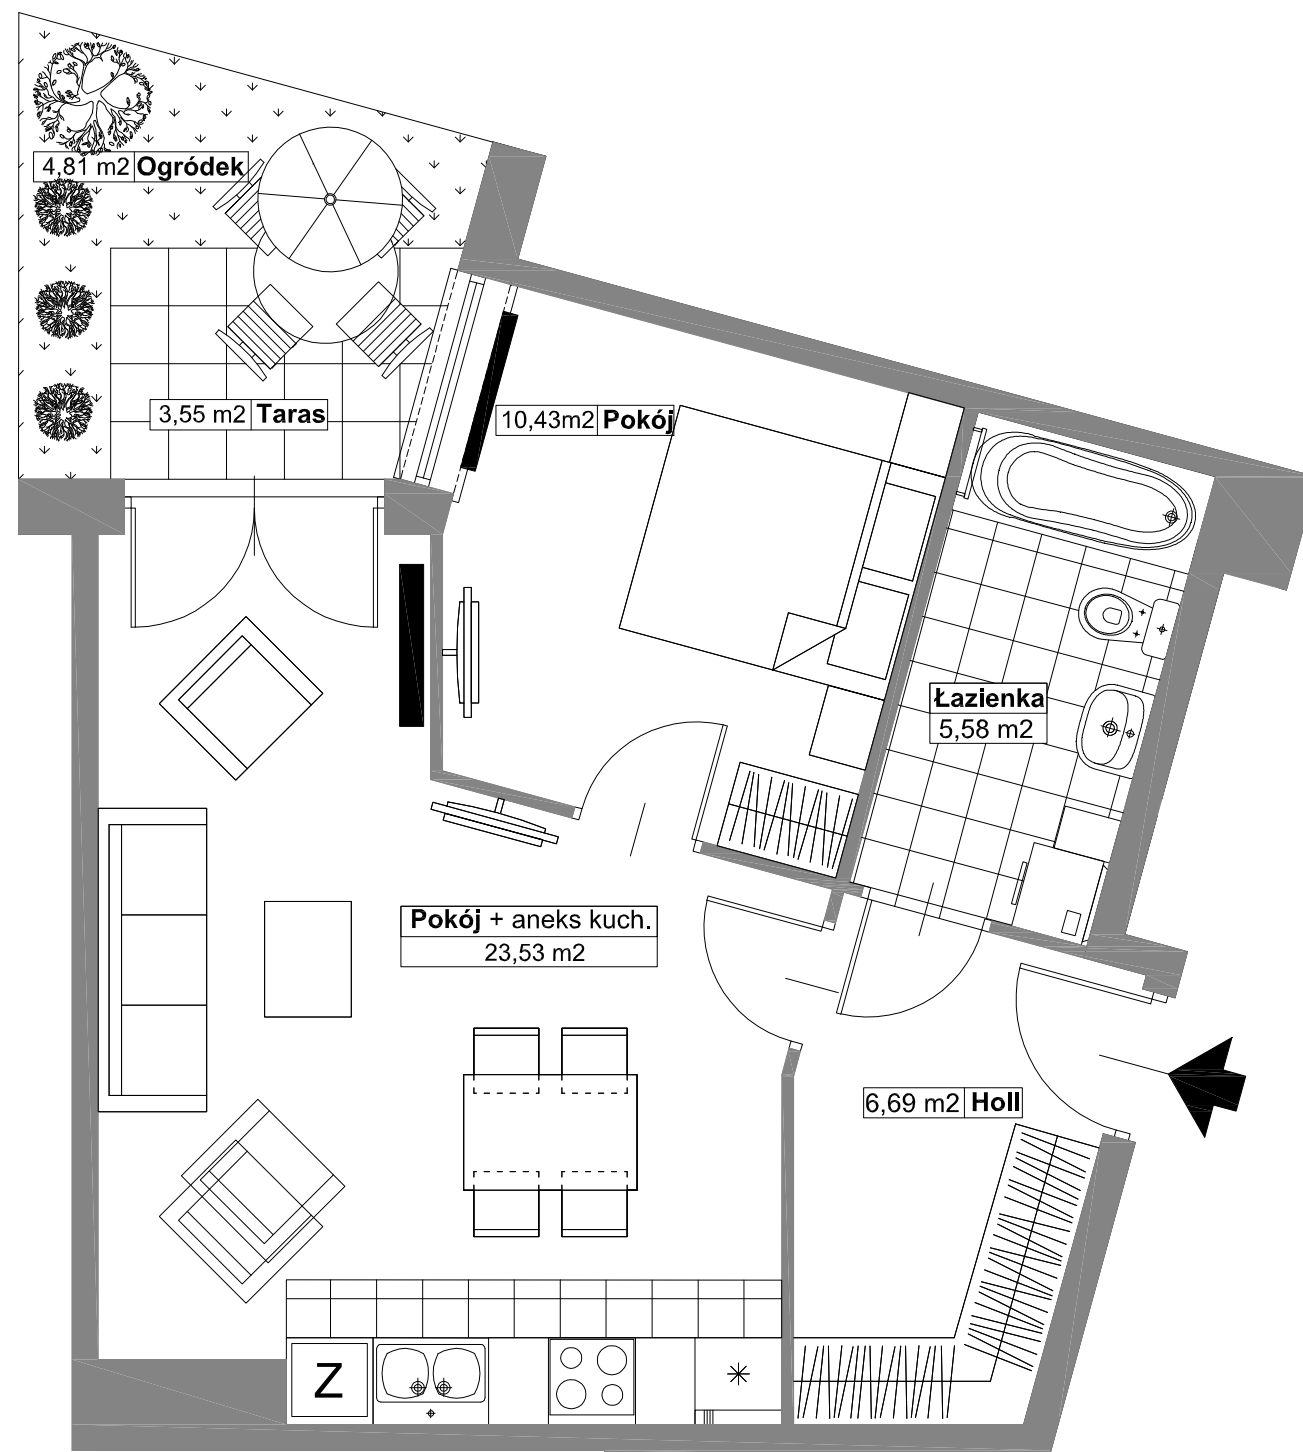 4,81 m2 Ogródek
3,55 m2 Taras
10,43m2 Pokój
Łazienka
5,58 m2
Pokój + aneks kuch.
23,53 m2
6,69 m2 Holl
Z